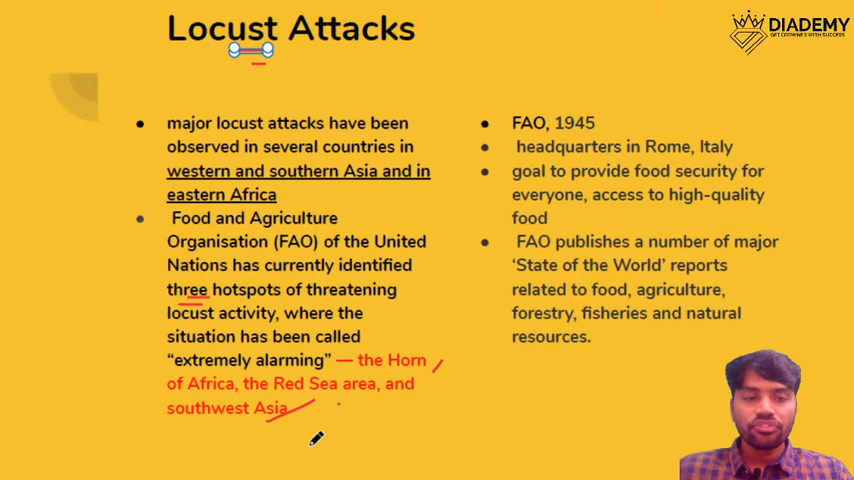 Locust Attacks
DIADEMY
GET CROWNED WITH SUCCESS
major locust attacks have been
observed in several countries in
western and southern Asia and in
eastern Africa
Food and Agriculture
Organisation (FAO) of the United
Nations has currently identified
three hotspots of threatening
locust activity, where the
situation has been called
“extremely alarming” — the Horn
of Africa, the Red Sea area, and
southwest Asia
FAO, 1945
headquarters in Rome, Italy
goal to provide food security for
everyone, access to high-quality
food
FAO publishes a number of major
‘State of the World’ reports
related to food, agriculture,
forestry, fisheries and natural
resources.